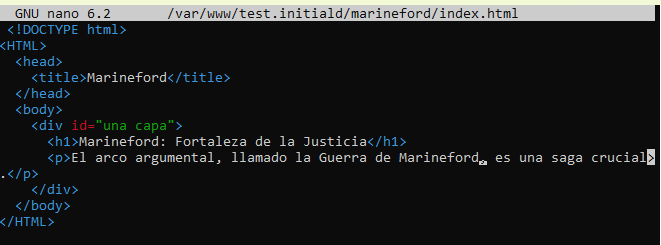 GNU nano 6.2 /var/www/test.initiald/marineford/index.html
<!DOCTYPE html>
<HTML>
<head>
<title>Marineford</title>
</head>
<body>
<div id="una capa">
<h1>Marineford: Fortaleza de la Justicia</h1>
<p>El arco argumental, llamado la Guerra de Marineford, es una saga crucial>
.</p>
</div>
</body>
</HTML>